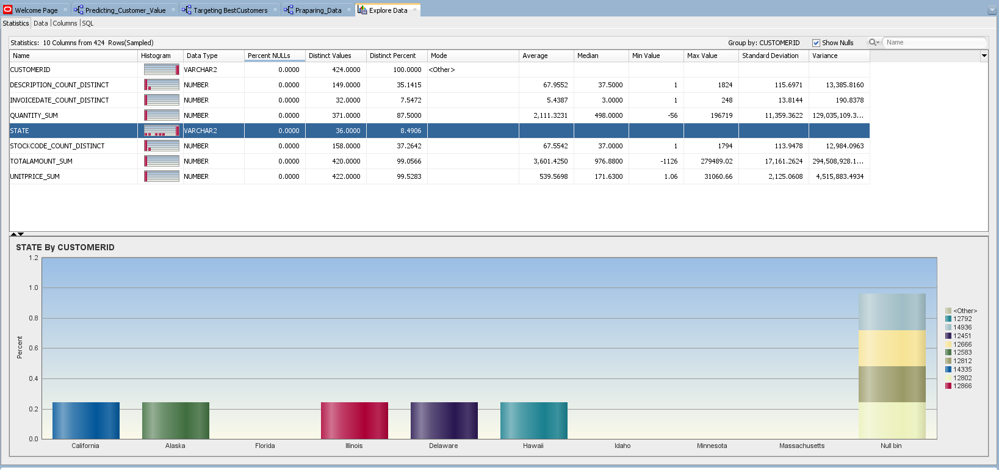 Welcome Page Predicting_Customer_Value Targeting BestCustomers Praparing_Data Explore Data
Statistics Data Columns SQL
Statistics: 10 Columns from 424 Rows(Sampled) Group by: CUSTOMERID Show Nulls Name
Name Histogram Data Type Percent NULLs Distinct Values Distinct Percent Mode Average Median Min Value Max Value Standard Deviation Variance
CUSTOMERID VARCHAR2 0.0000 424.0000 100.0000 <Other>
DESCRIPTION_COUNT_DISTINCT NUMBER 0.0000 149.0000 35.1415 67.9552 37.5000 1 1824 115.6971 13,385.8160
INVOICEDATE_COUNT_DISTINCT NUMBER 0.0000 32.0000 7.5472 5.4387 3.0000 1 248 13.8144 190.8378
QUANTITY_SUM NUMBER 0.0000 371.0000 87.5000 2,111.3231 498.0000 -56 196719 11,359.3622 129,035,109.3...
STATE VARCHAR2 0.0000 36.0000 8.4906
STOCKCODE_COUNT_DISTINCT NUMBER 0.0000 158.0000 37.2642 67.5542 37.0000 1 1794 113.9478 12,984.0963
TOTALAMOUNT_SUM NUMBER 0.0000 420.0000 99.0566 3,601.4250 976.8800 -1126 279489.02 17,161.2624 294,508,928.1...
UNITPRICE_SUM NUMBER 0.0000 422.0000 99.5283 539.5698 171.6300 1.06 31060.66 2,125.0608 4,515,883.4934
STATE By CUSTOMERID
1.2
1.0
0.8
0.6
0.4
0.2
0.0
Percent
California Alaska Florida Illinois Delaware Hawaii Idaho Minnesota Massachusetts Null bin
<Other>
12792
14936
12451
12666
12583
12812
14335
12802
12866